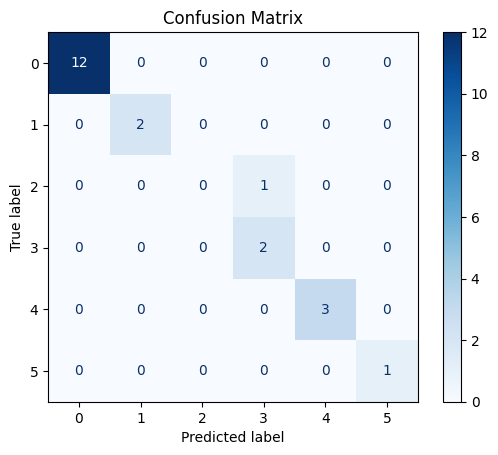 Confusion Matrix
0 12 0 0 0 0 0
1 0 2 0 0 0 0
2 0 0 0 1 0 0
3 0 0 0 2 0 0
4 0 0 0 0 3 0
5 0 0 0 0 0 1
0 1 2 3 4 5
Predicted label
True label
12
10
8
6
4
2
0